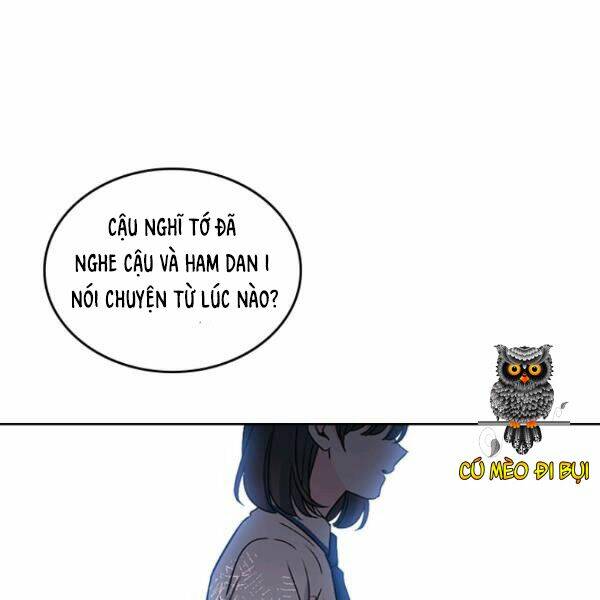 CẬU NGHĨ TỚ ĐÃ
NGHE CẬU VÀ HAM DAN I
NÓI CHUYỆN TỪ LÚC NÀO?
CÚ MÈO ĐI BỤI